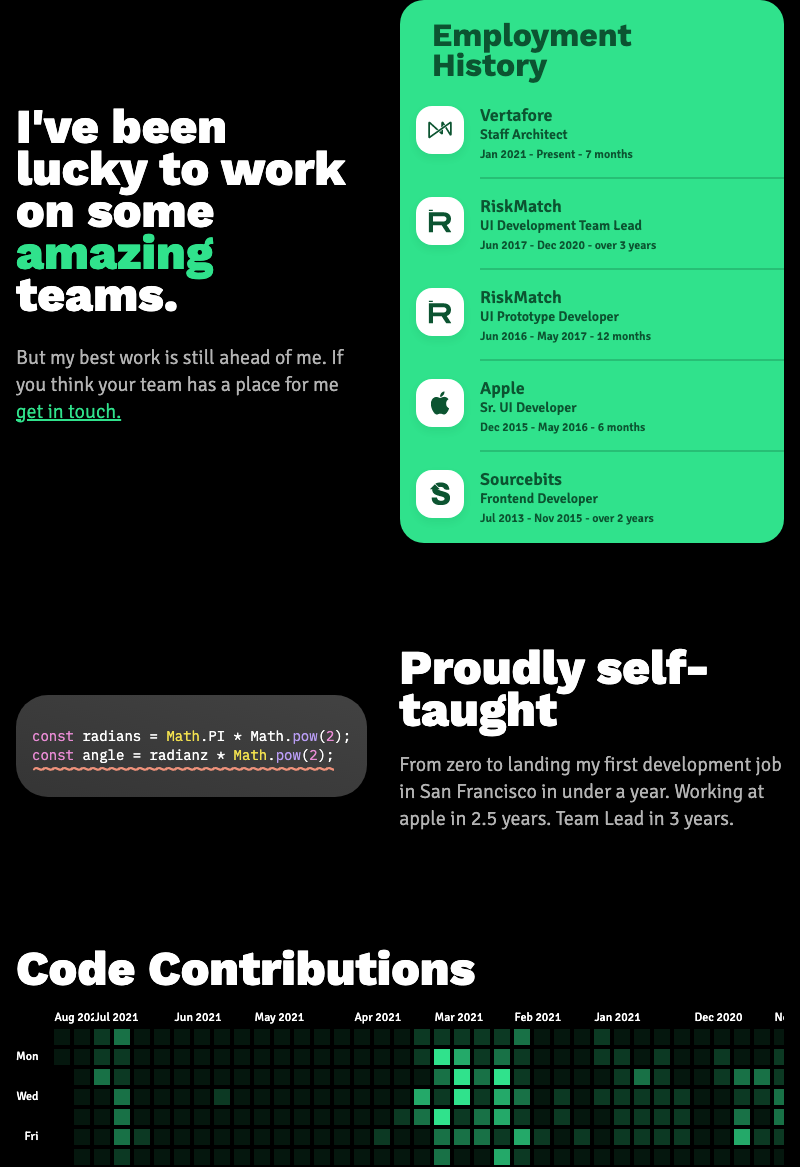 I've been
lucky to work
on some
amazing
teams.
But my best work is still ahead of me. If
you think your team has a place for me
get in touch.
Employment
History
Vertafore
Staff Architect
Jan 2021 - Present - 7 months
RiskMatch
UI Development Team Lead
Jun 2017 - Dec 2020 - over 3 years
RiskMatch
UI Prototype Developer
Jun 2016 - May 2017 - 12 months
Apple
Sr. UI Developer
Dec 2015 - May 2016 - 6 months
Sourcebits
Frontend Developer
Jul 2013 - Nov 2015 - over 2 years
const radians = Math.PI * Math.pow(2);
const angle = radianz * Math.pow(2);
Proudly self-
taught
From zero to landing my first development job
in San Francisco in under a year. Working at
apple in 2.5 years. Team Lead in 3 years.
Code Contributions
Aug 202 Jul 2021 Jun 2021 May 2021 Apr 2021 Mar 2021 Feb 2021 Jan 2021 Dec 2020
Mon
Wed
Fri